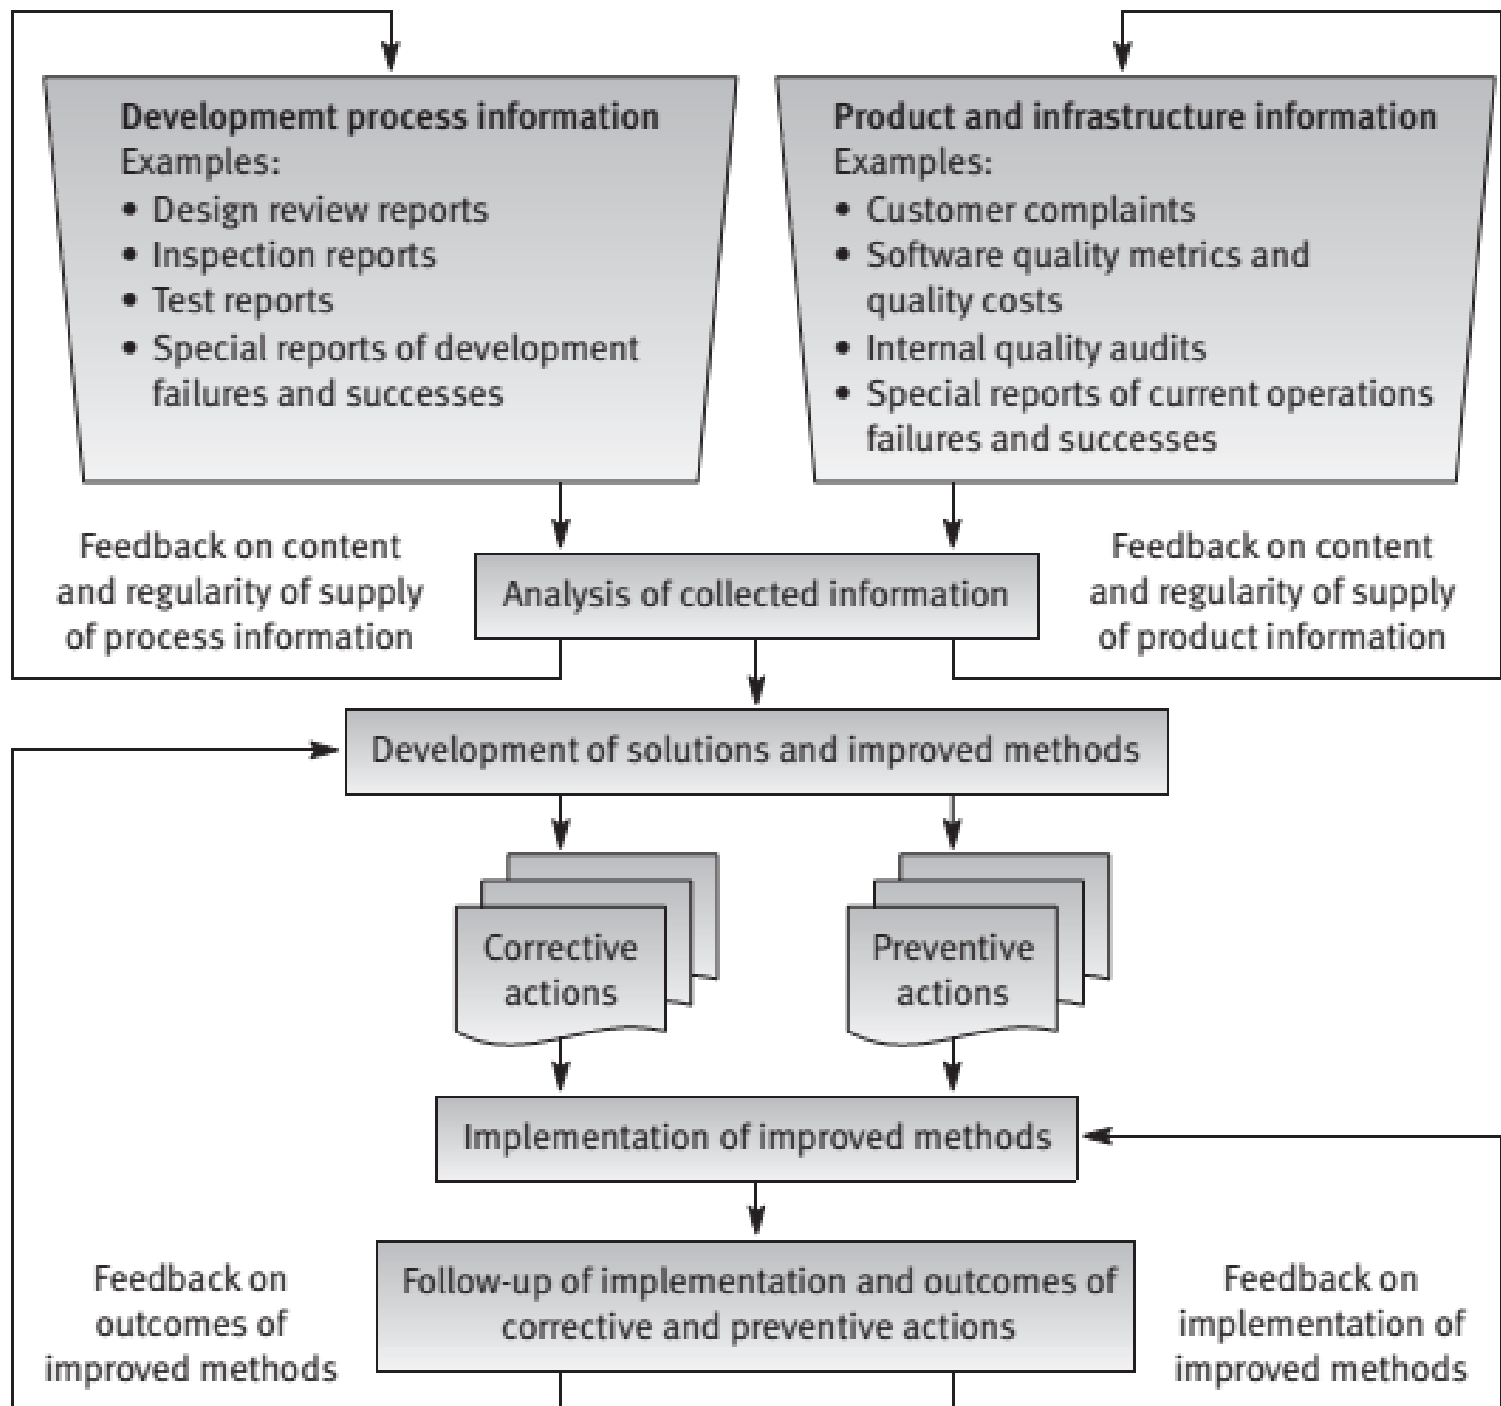 Developmemt process information
Examples:
• Design review reports
• Inspection reports
• Test reports
• Special reports of development
failures and successes
Product and infrastructure information
Examples:
• Customer complaints
• Software quality metrics and
quality costs
• Internal quality audits
• Special reports of current operations
failures and successes
Feedback on content
and regularity of supply
of process information
Analysis of collected information
Feedback on content
and regularity of supply
of product information
Development of solutions and improved methods
Corrective
actions
Preventive
actions
Implementation of improved methods
Feedback on
outcomes of
improved methods
Follow-up of implementation and outcomes of
corrective and preventive actions
Feedback on
implementation of
improved methods